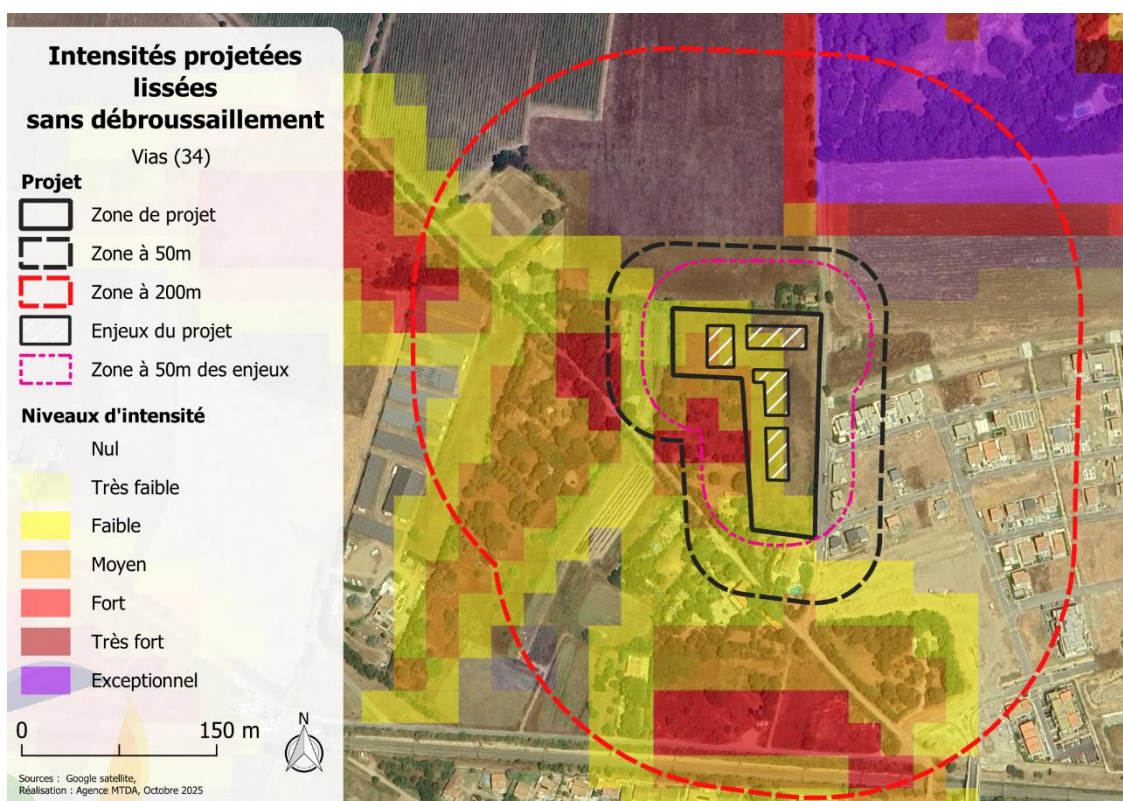 Intensités projetées
lissées
sans débroussaillement
Vias (34)
Projet
Zone de projet
Zone à 50m
Zone à 200m
Enjeux du projet
Zone à 50m des enjeux
Niveaux d'intensité
Nul
Très faible
Faible
Moyen
Fort
Très fort
Exceptionnel
0 150 m
N
Sources : Google satellite,
Réalisation : Agence MTDA, Octobre 2025